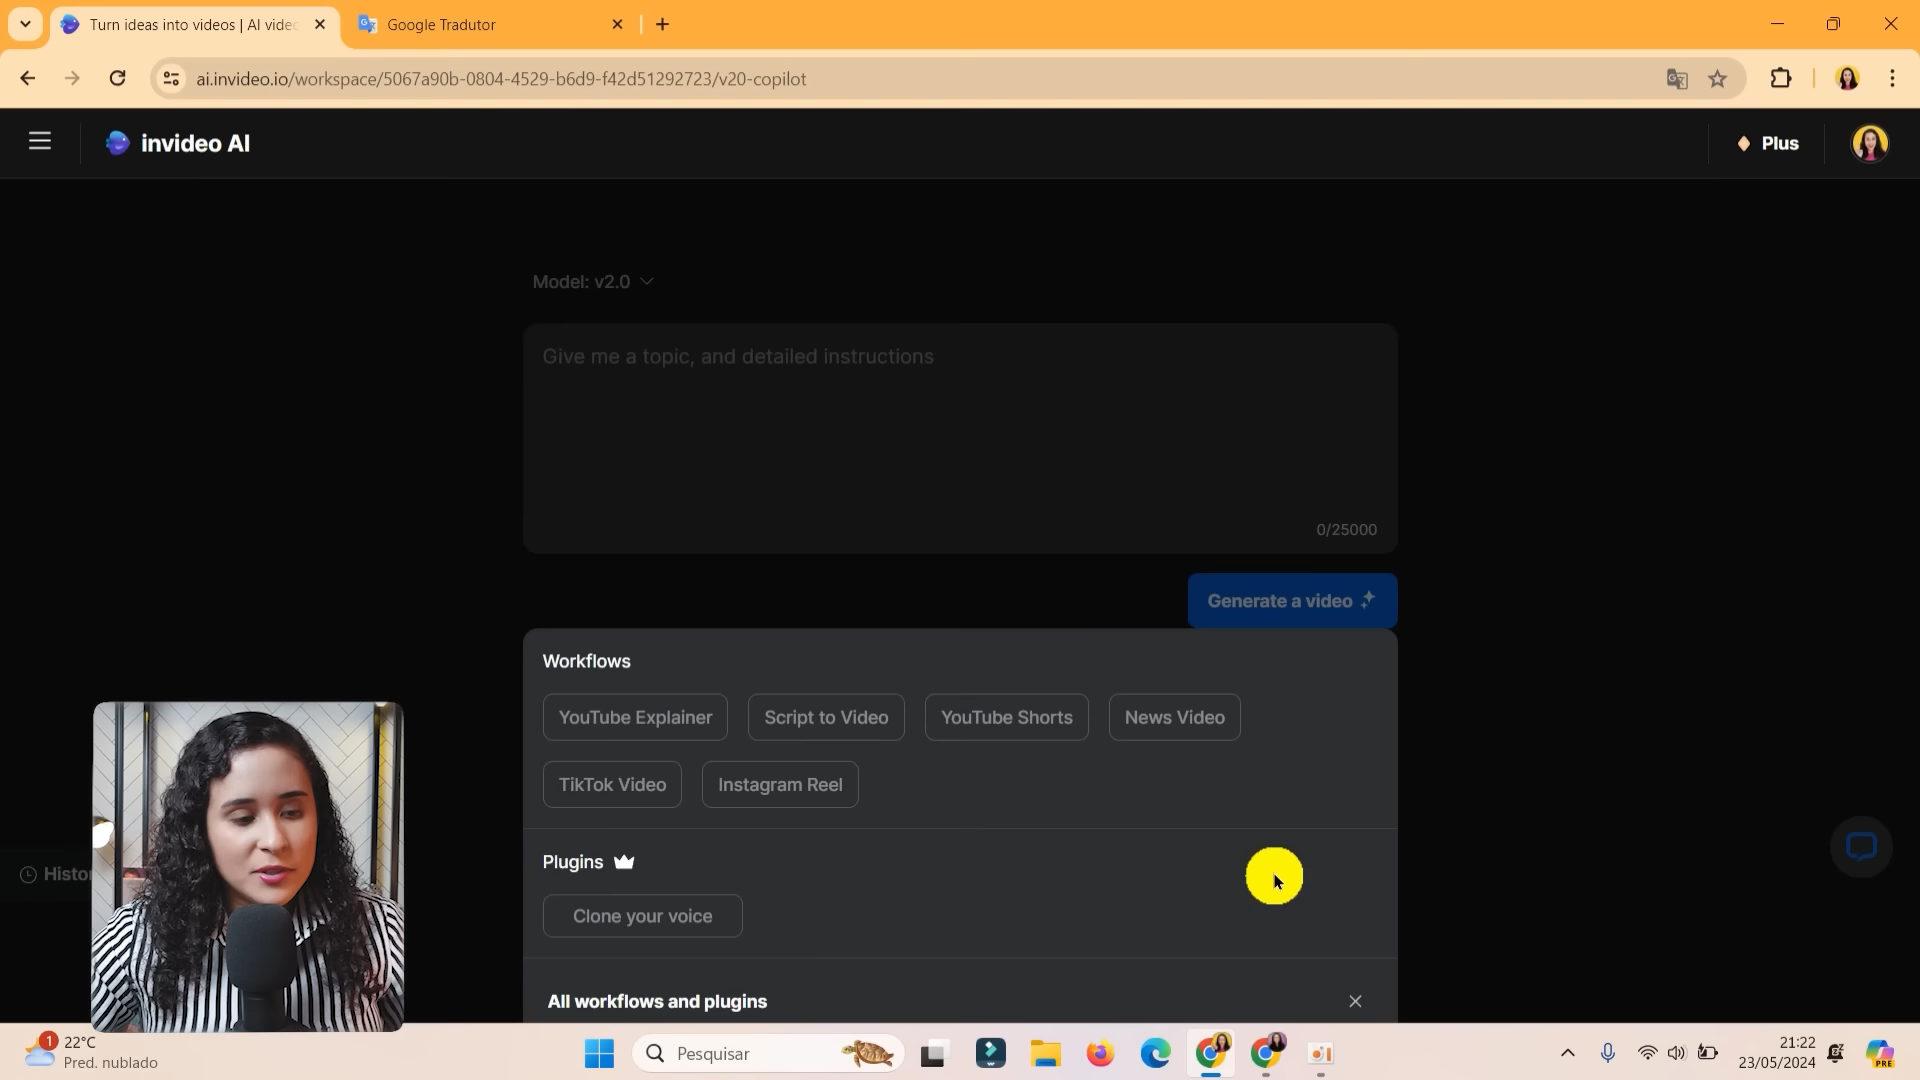 Turn ideas into videos | AI vide
Google Tradutor
ai.invideo.io/workspace/5067a90b-0804-4529-b6d9-f42d51292723/v20-copilot
invideo AI
Plus
Model: v2.0
Give me a topic, and detailed instructions
0/25000
Generate a video
Workflows
YouTube Explainer
Script to Video
YouTube Shorts
News Video
TikTok Video
Instagram Reel
Plugins
Histor
Clone your voice
All workflows and plugins
1
22°C
Pred. nublado
Pesquisar
21:22
23/05/2024
PRE